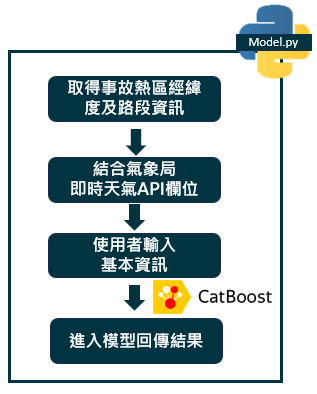 Model.py
取得事故熱區經緯
度及路段資訊
結合氣象局
即時天氣API欄位
使用者輸入
基本資訊
CatBoost
進入模型回傳結果